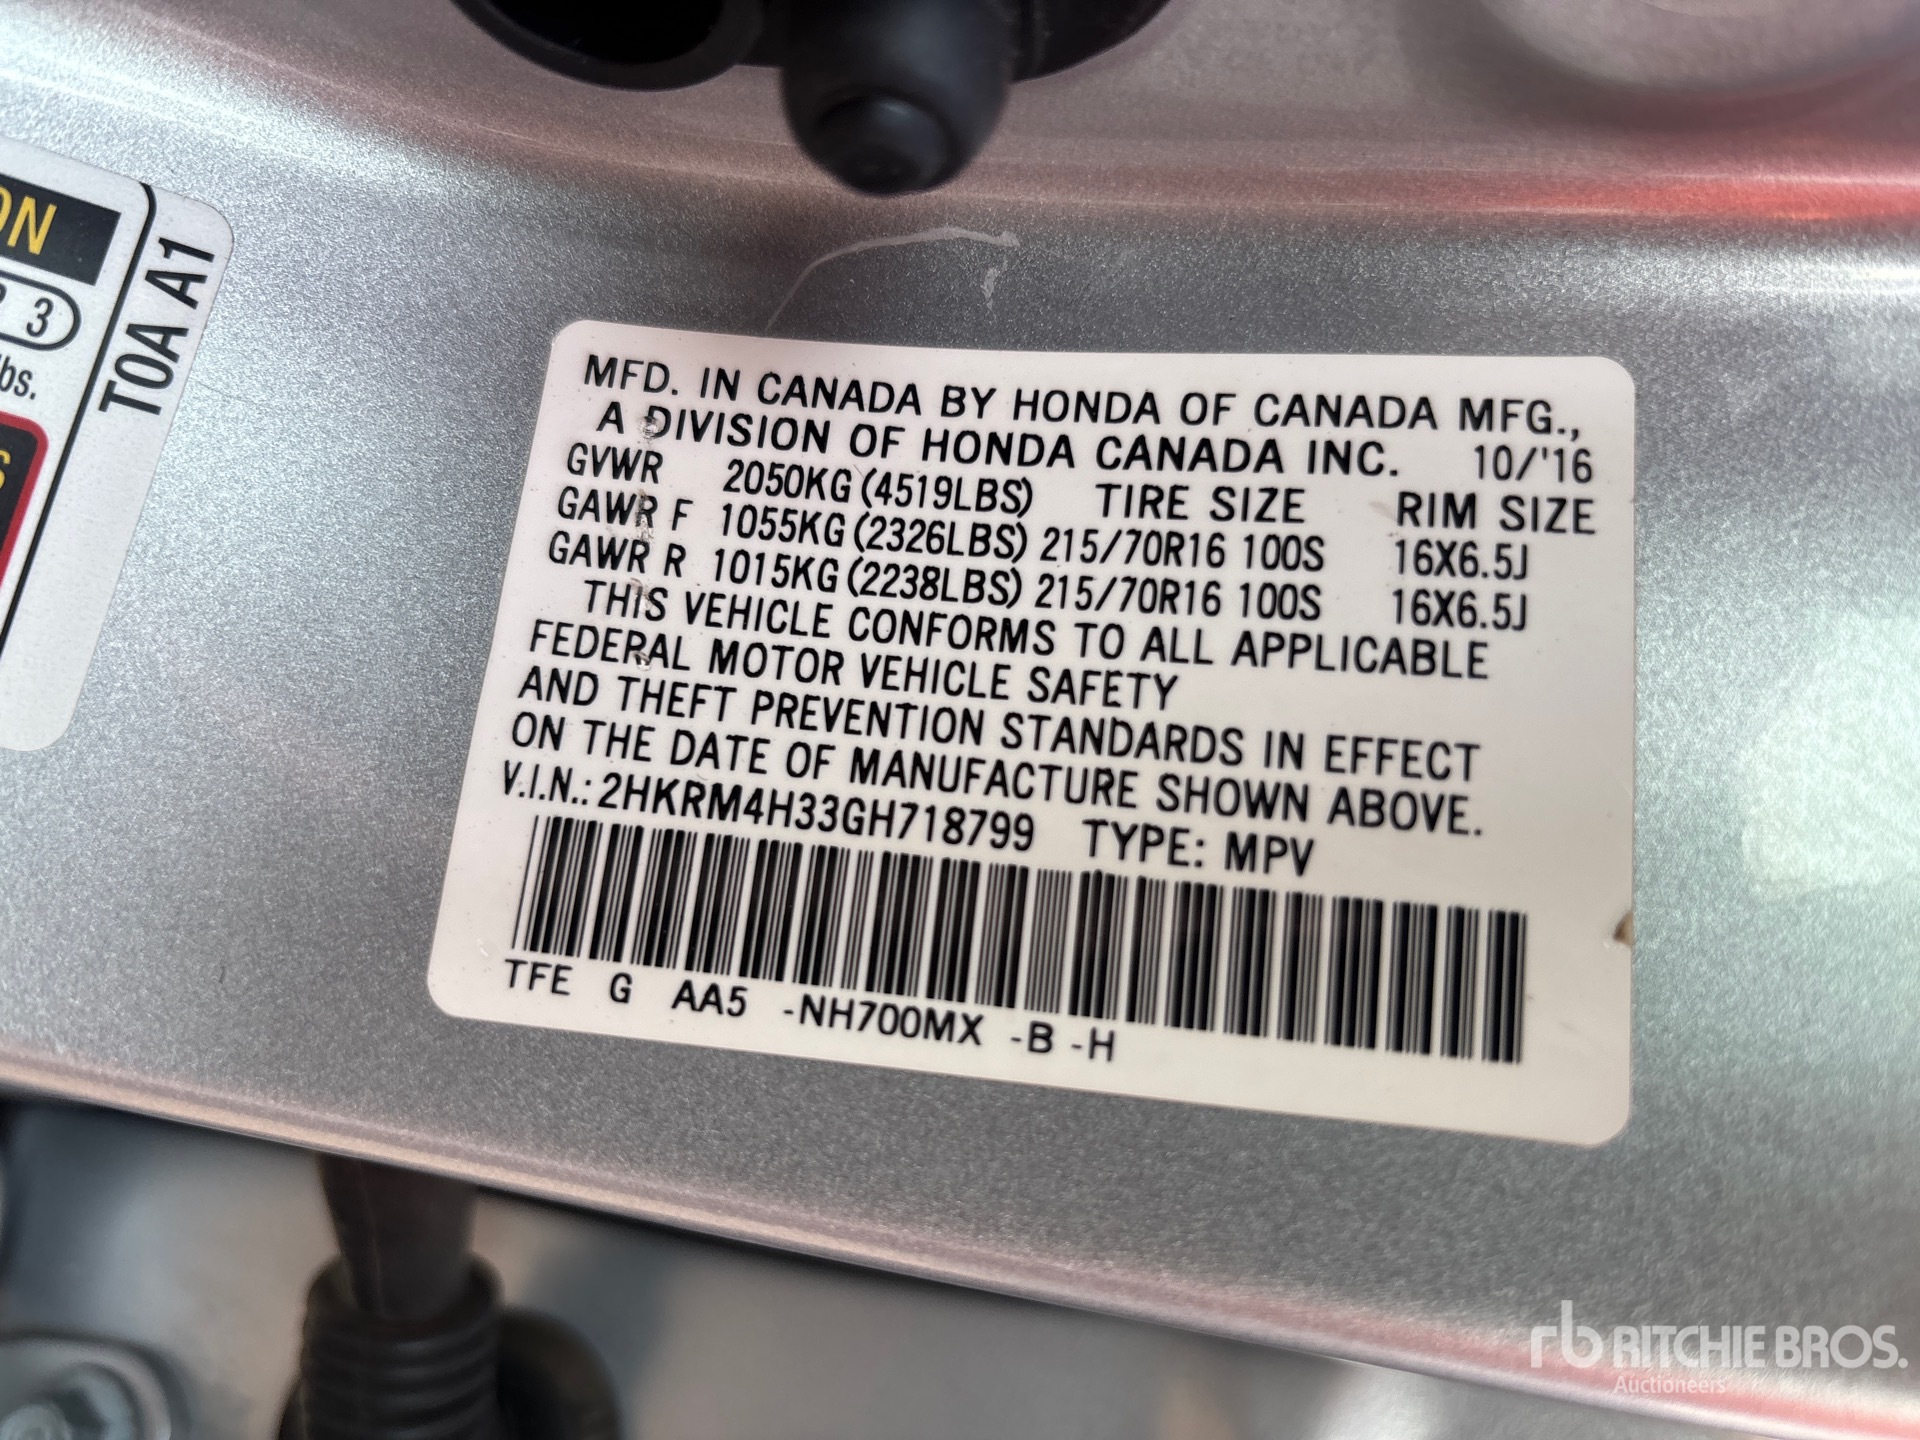 ON
3
lbs.
S
T0A A1
MFD. IN CANADA BY HONDA OF CANADA MFG.,
A DIVISION OF HONDA CANADA INC. 10/'16
GVWR 2050KG (4519LBS) TIRE SIZE RIM SIZE
GAWR F 1055KG (2326LBS) 215/70R16 100S 16X6.5J
GAWR R 1015KG (2238LBS) 215/70R16 100S 16X6.5J
THIS VEHICLE CONFORMS TO ALL APPLICABLE
FEDERAL MOTOR VEHICLE SAFETY
AND THEFT PREVENTION STANDARDS IN EFFECT
ON THE DATE OF MANUFACTURE SHOWN ABOVE.
V.I.N.: 2HKRM4H33GH718799 TYPE: MPV
TFE G AA5 -NH700MX -B -H
rb RITCHIE BROS.
Auctioneers